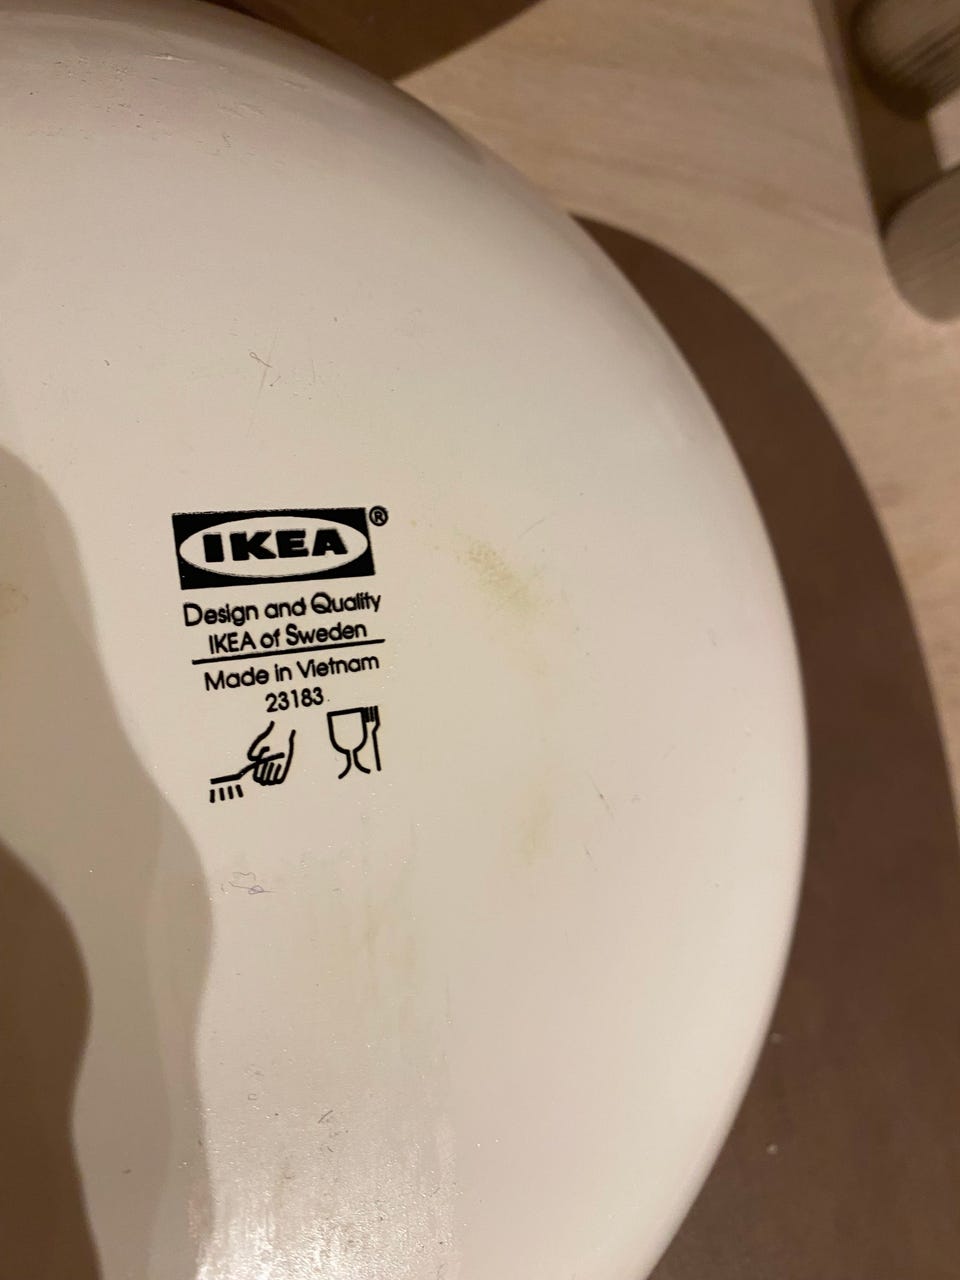 IKEA®
Design and Quality
IKEA of Sweden
Made in Vietnam
23183